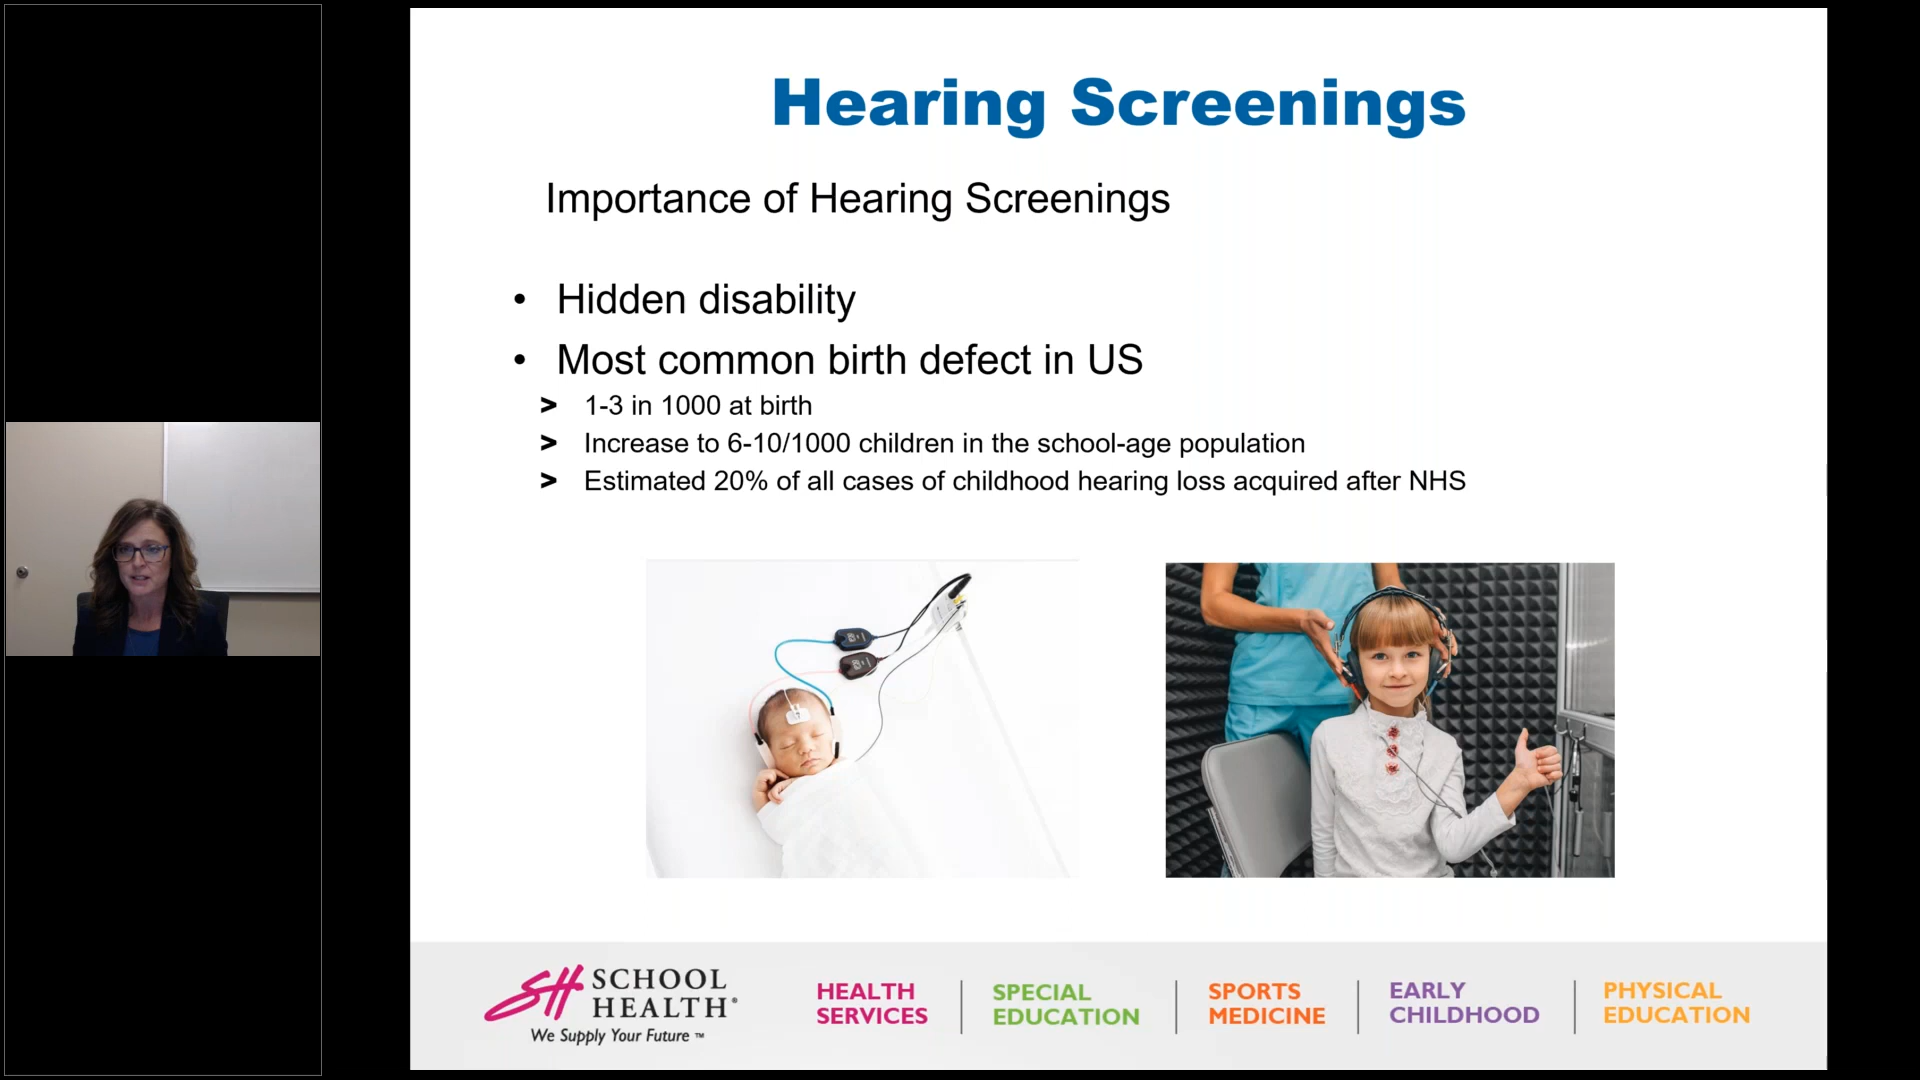 Hearing Screenings
Importance of Hearing Screenings
• Hidden disability
• Most common birth defect in US
> 1-3 in 1000 at birth
> Increase to 6-10/1000 children in the school-age population
> Estimated 20% of all cases of childhood hearing loss acquired after NHS
SH SCHOOL
HEALTH®
We Supply Your Future ™
HEALTH
SERVICES
SPECIAL
EDUCATION
SPORTS
MEDICINE
EARLY
CHILDHOOD
PHYSICAL
EDUCATION